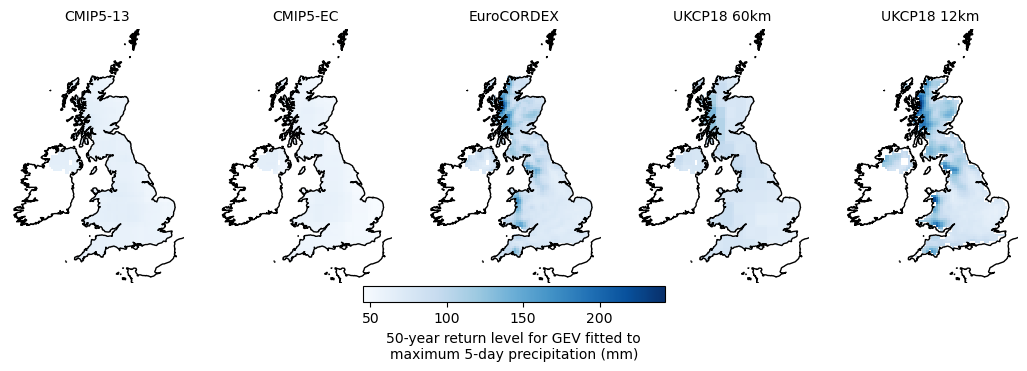 CMIP5-13
CMIP5-EC
EuroCORDEX
UKCP18 60km
UKCP18 12km
50
100
150
200
50-year return level for GEV fitted to
maximum 5-day precipitation (mm)